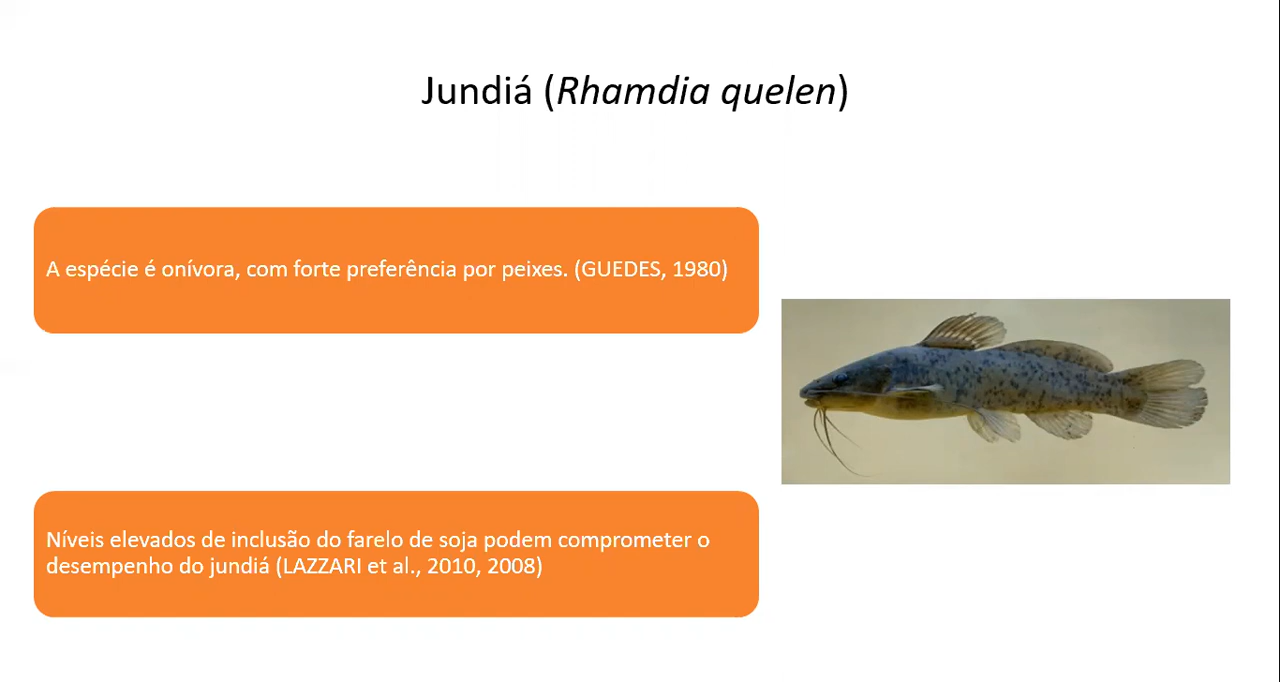 Jundiá (Rhamdia quelen)
A espécie é onívora, com forte preferência por peixes. (GUEDES, 1980)
Níveis elevados de inclusão do farelo de soja podem comprometer o
desempenho do jundiá (LAZZARI et al., 2010, 2008)